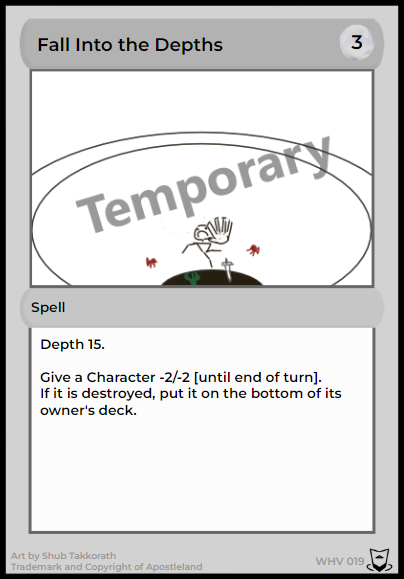 Fall Into the Depths
3
Temporary
Spell
Depth 15.
Give a Character -2/-2 [until end of turn].
If it is destroyed, put it on the bottom of its
owner's deck.
Art by Shub Takkorath
Trademark and Copyright of Apostleland
WHV 019